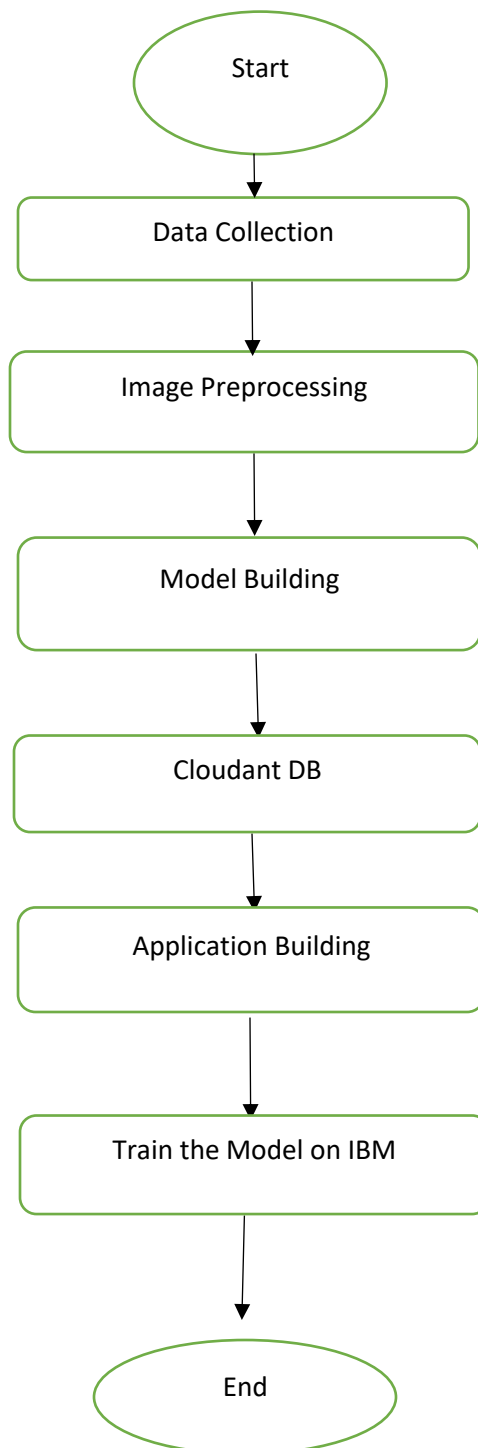 Start
Data Collection
Image Preprocessing
Model Building
Cloudant DB
Application Building
Train the Model on IBM
End